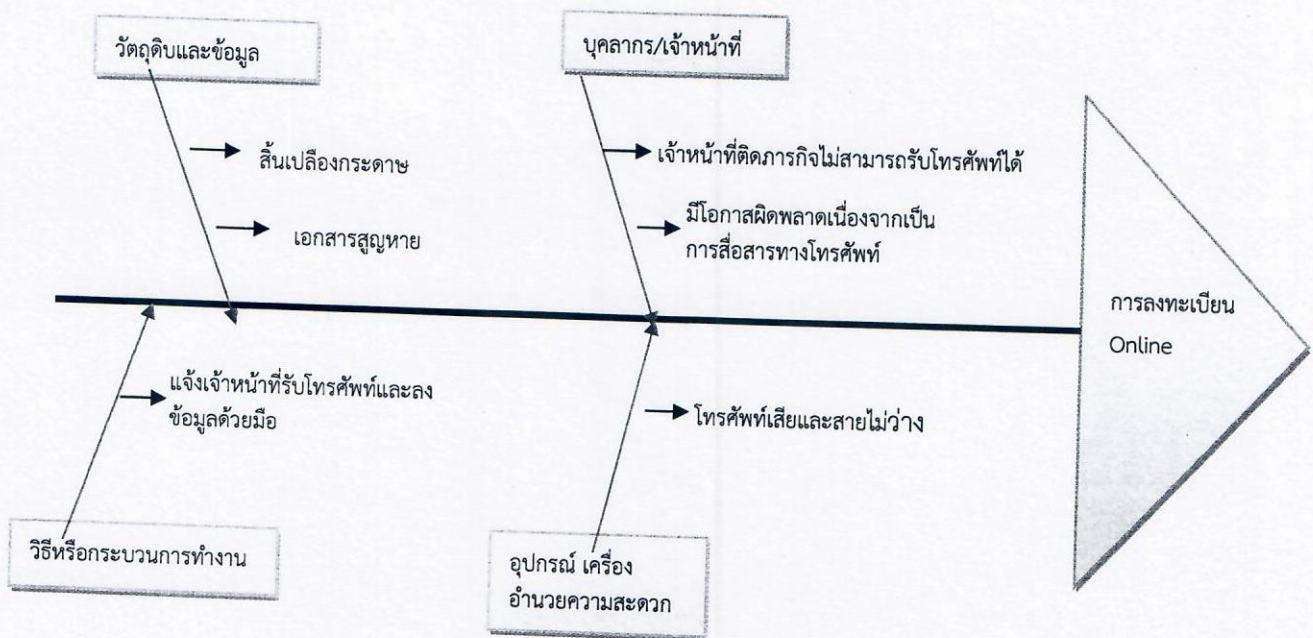 วัตถุดิบและข้อมูล
บุคลากร/เจ้าหน้าที่
สิ้นเปลืองกระดาษ
เอกสารสูญหาย
เจ้าหน้าที่ติดภารกิจไม่สามารถรับโทรศัพท์ได้
มีโอกาสผิดพลาดเนื่องจากเป็น
การสื่อสารทางโทรศัพท์
การลงทะเบียน
Online
แจ้งเจ้าหน้าที่รับโทรศัพท์และลง
ข้อมูลด้วยมือ
โทรศัพท์เสียและสายไม่ว่าง
วิธีหรือกระบวนการทำงาน
อุปกรณ์ เครื่อง
อำนวยความสะดวก